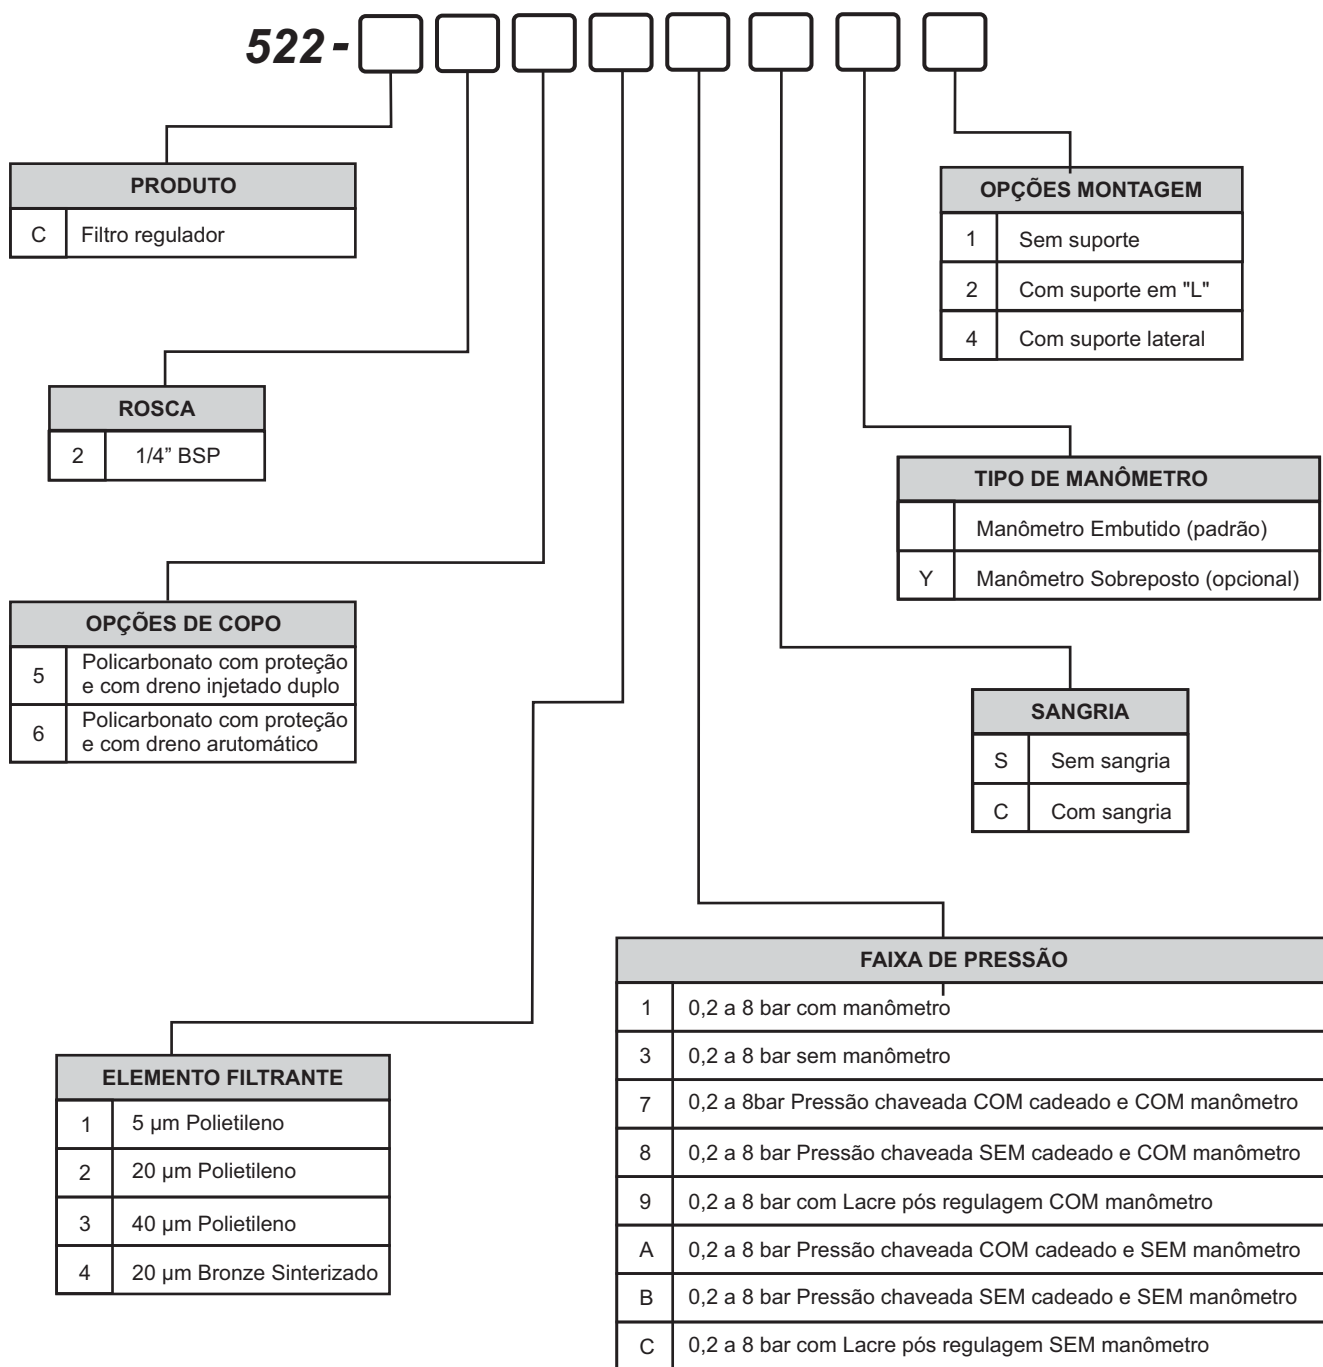 522-
PRODUTO
C Filtro regulador
ROSCA
2 1/4” BSP
OPÇÕES DE COPO
5 Policarbonato com proteção
e com dreno injetado duplo
6 Policarbonato com proteção
e com dreno arutomático
ELEMENTO FILTRANTE
1 5 µm Polietileno
2 20 µm Polietileno
3 40 µm Polietileno
4 20 µm Bronze Sinterizado
OPÇÕES MONTAGEM
1 Sem suporte
2 Com suporte em "L"
4 Com suporte lateral
TIPO DE MANÔMETRO
Manômetro Embutido (padrão)
Y Manômetro Sobreposto (opcional)
SANGRIA
S Sem sangria
C Com sangria
FAIXA DE PRESSÃO
1 0,2 a 8 bar com manômetro
3 0,2 a 8 bar sem manômetro
7 0,2 a 8bar Pressão chaveada COM cadeado e COM manômetro
8 0,2 a 8 bar Pressão chaveada SEM cadeado e COM manômetro
9 0,2 a 8 bar com Lacre pós regulagem COM manômetro
A 0,2 a 8 bar Pressão chaveada COM cadeado e SEM manômetro
B 0,2 a 8 bar Pressão chaveada SEM cadeado e SEM manômetro
C 0,2 a 8 bar com Lacre pós regulagem SEM manômetro